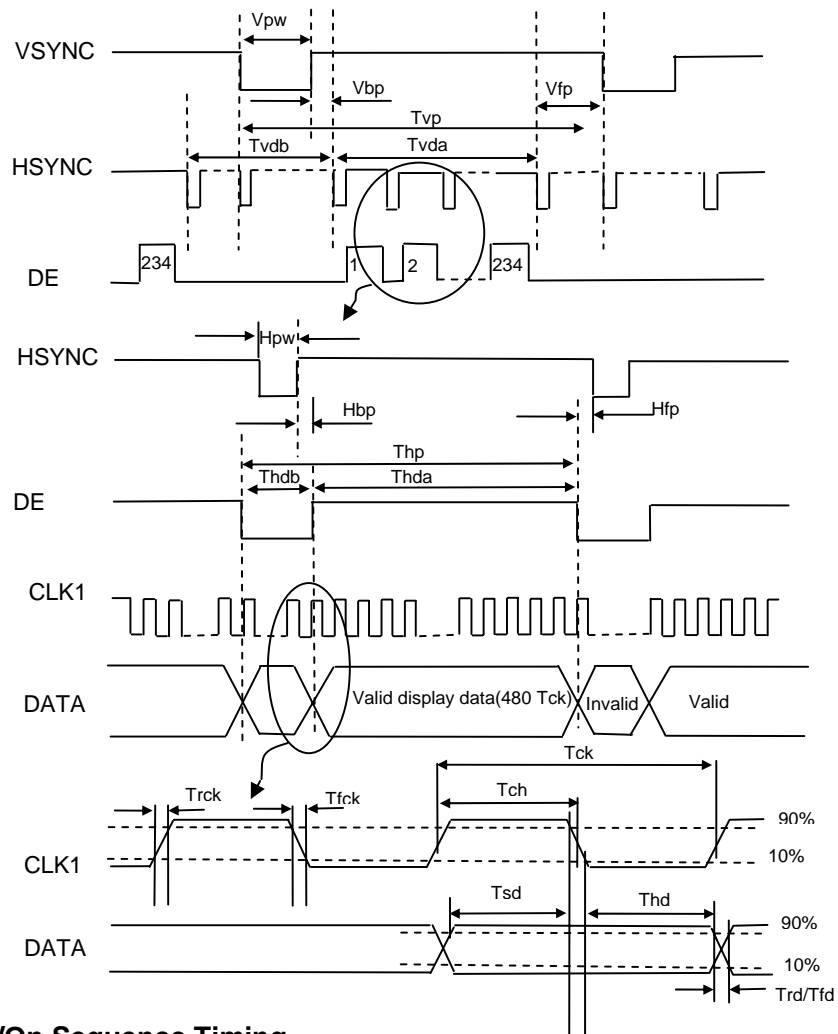 Vpw
VSYNC
Vbp
Vfp
Tvp
Tvdb
Tvda
HSYNC
234
1
2
234
DE
Hpw
HSYNC
Hbp
Hfp
Thp
Thdb
Thda
DE
CLK1
DATA
Valid display data(480 Tck)
Invalid
Valid
Tck
Trck
Tfck
Tch
90%
10%
CLK1
Tsd
Thd
90%
DATA
10%
Trd/Tfd
/On Sequence Timing